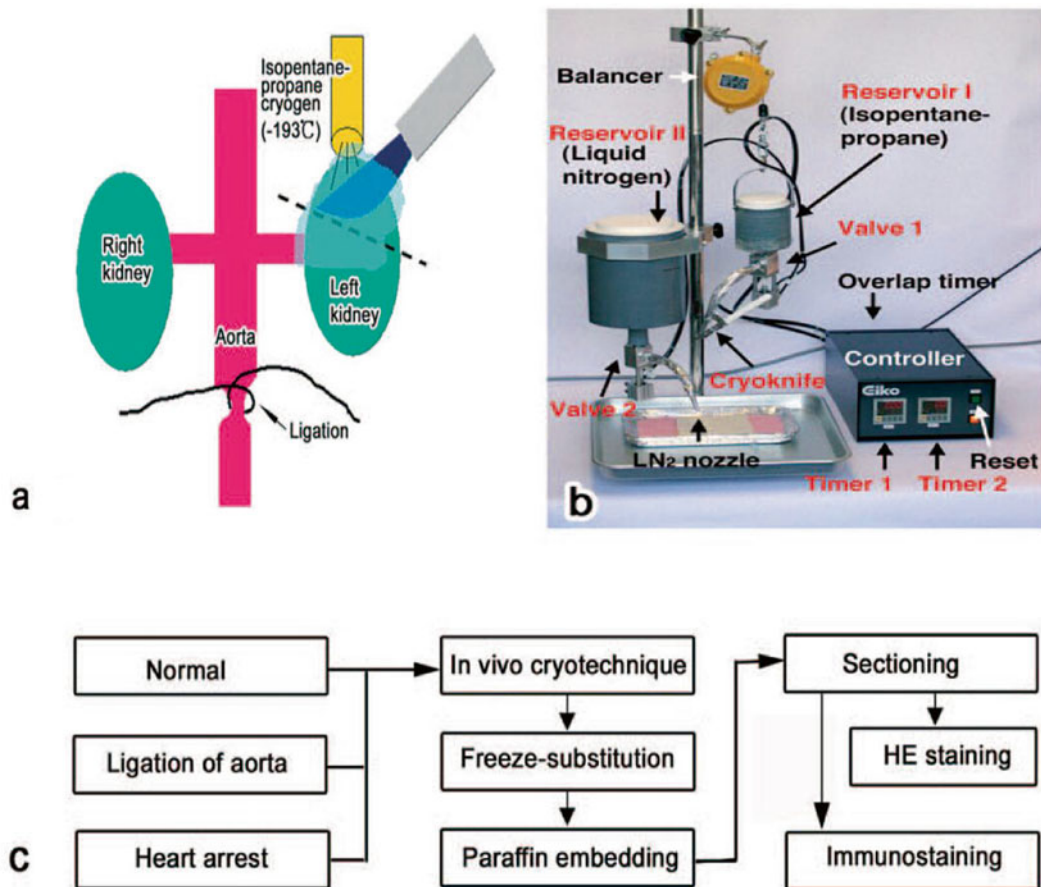 Isopentane-
propane
cryogen
(-193℃)
Right
kidney
Left
kidney
Aorta
Ligation
a
Balancer
Reservoir I
(Isopentane-
propane)
Reservoir II
(Liquid
nitrogen)
Valve 1
Overlap timer
Controller
Eiko
Cryoknife
Valve 2
LN₂ nozzle
Reset
Timer 1 Timer 2
b
Normal
In vivo cryotechnique
Sectioning
Ligation of aorta
Freeze-substitution
HE staining
Heart arrest
Paraffin embedding
Immunostaining
c